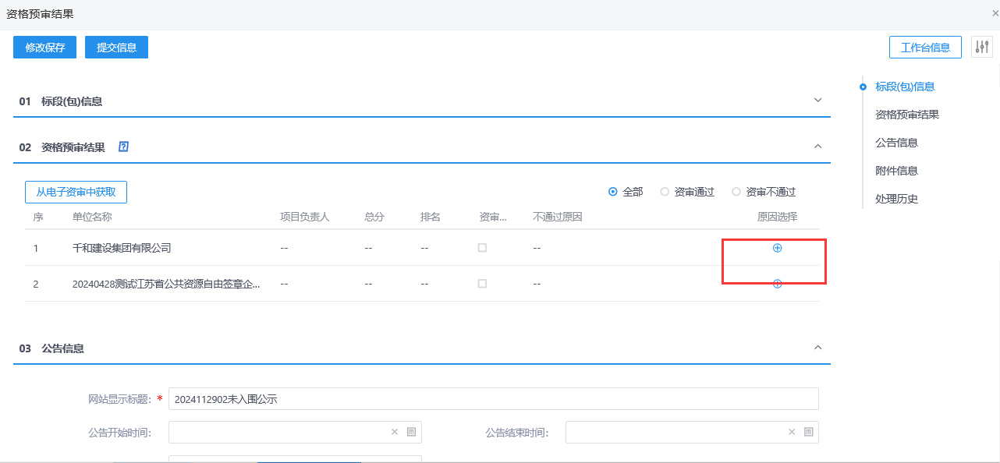 资格预审结果
修改保存 提交信息 工作台信息
标段(包)信息
资格预审结果
公告信息
附件信息
处理历史
01 标段(包)信息
02 资格预审结果
从电子资审中获取 全部 资审通过 资审不通过
序 单位名称 项目负责人 总分 排名 资审... 不通过原因 原因选择
1 千和建设集团有限公司 -- -- -- --
2 20240428测试江苏省公共资源自由签章企... -- -- -- --
03 公告信息
网站显示标题: * 2024112902未入围公示
公告开始时间: 公告结束时间: